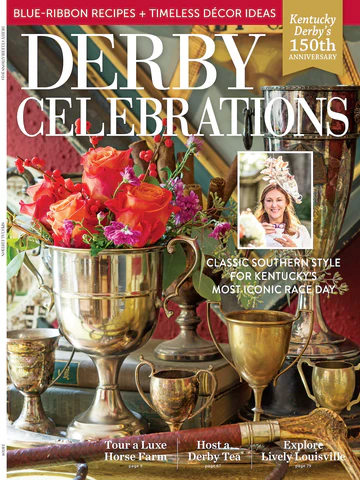 BLUE-RIBBON RECIPES + TIMELESS DÉCOR IDEAS
Kentucky
Derby's
150th
ANNIVERSARY
DERBY
CELEBRATIONS
CLASSIC SOUTHERN STYLE
FOR KENTUCKY'S
MOST ICONIC RACE DAY
Tour a Luxe
Horse Farm
page 9
Host a
Derby Tea
page 67
Explore
Lively Louisville
page 79